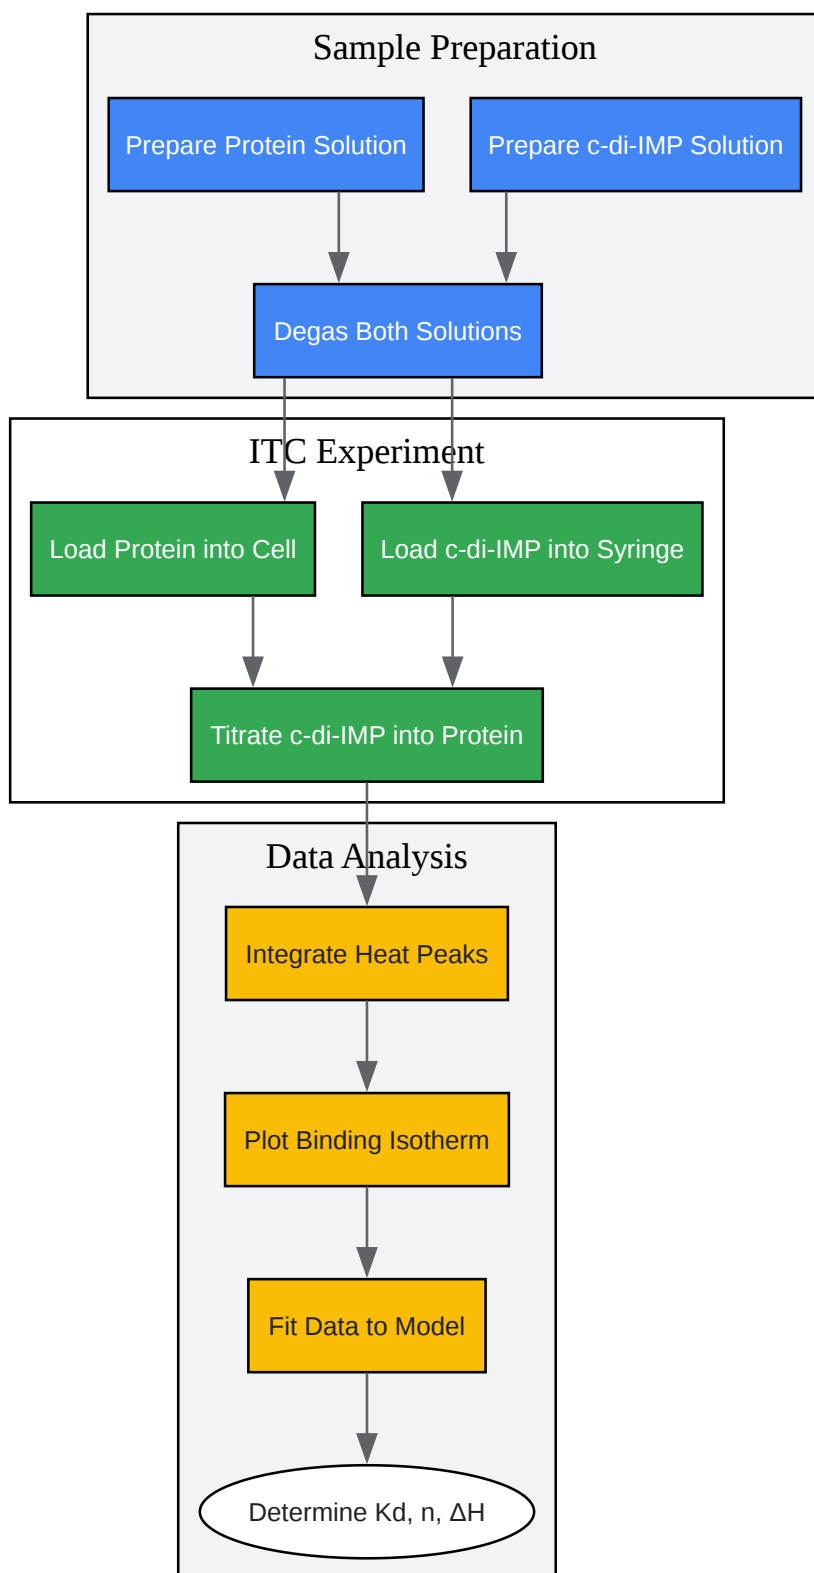 Sample Preparation
Prepare Protein Solution
Prepare c-di-IMP Solution
Degas Both Solutions
ITC Experiment
Load Protein into Cell
Load c-di-IMP into Syringe
Titrate c-di-IMP into Protein
Data Analysis
Integrate Heat Peaks
Plot Binding Isotherm
Fit Data to Model
Determine Kd, n, ΔH